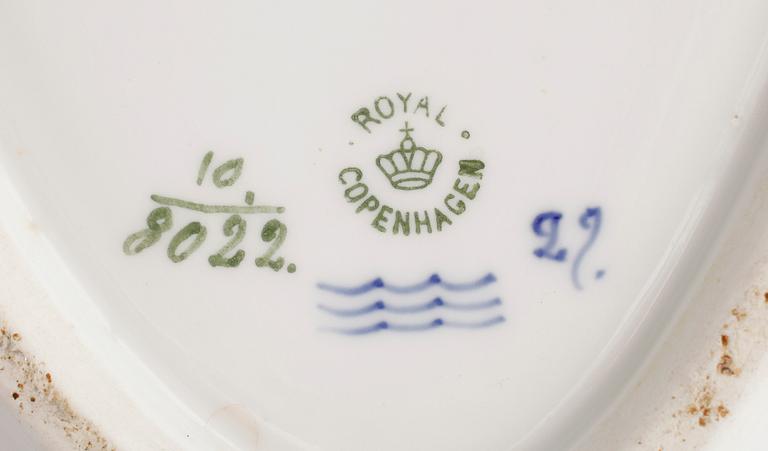 ROYAL
COPENHAGEN
10.
8022.
27.